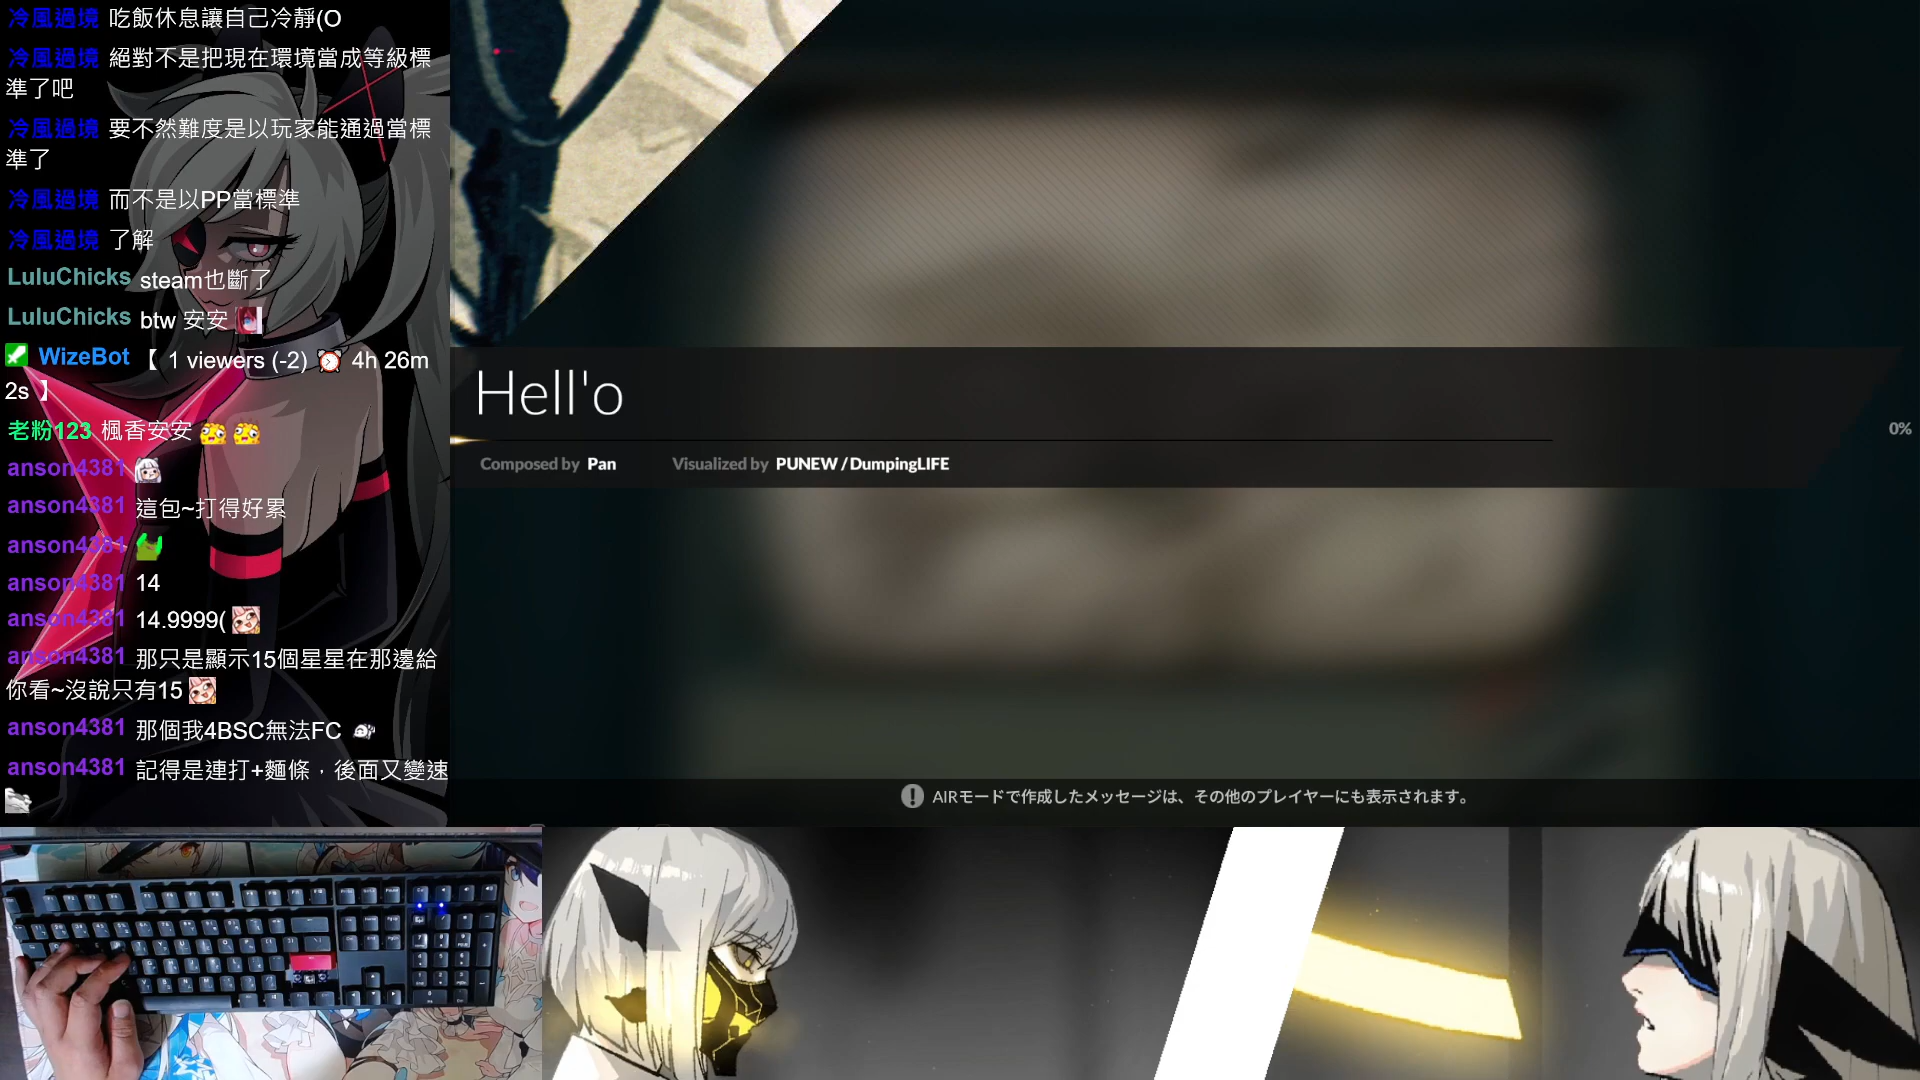 冷風過境 吃飯休息讓自己冷靜(O
冷風過境 絕對不是把現在環境當成等級標
準了吧
冷風過境 要不然難度是以玩家能通過當標
準了
冷風過境 而不是以PP當標準
冷風過境 了解
LuluChicks steam也斷了
LuluChicks btw 安安
WizeBot 【 1 viewers (-2) ⏰ 4h 26m
2s 】
老粉123 楓香安安
anson4381
anson4381 這包~打得好累
anson4381
anson4381 14
anson4381 14.9999(
anson4381 那只是顯示15個星星在那邊給
你看~沒說只有15
anson4381 那個我4BSC無法FC
anson4381 記得是連打+麵條，後面又變速
Hell'o
0%
Composed by Pan Visualized by PUNEW / DumpingLIFE
AIRモードで作成したメッセージは、その他のプレイヤーにも表示されます。